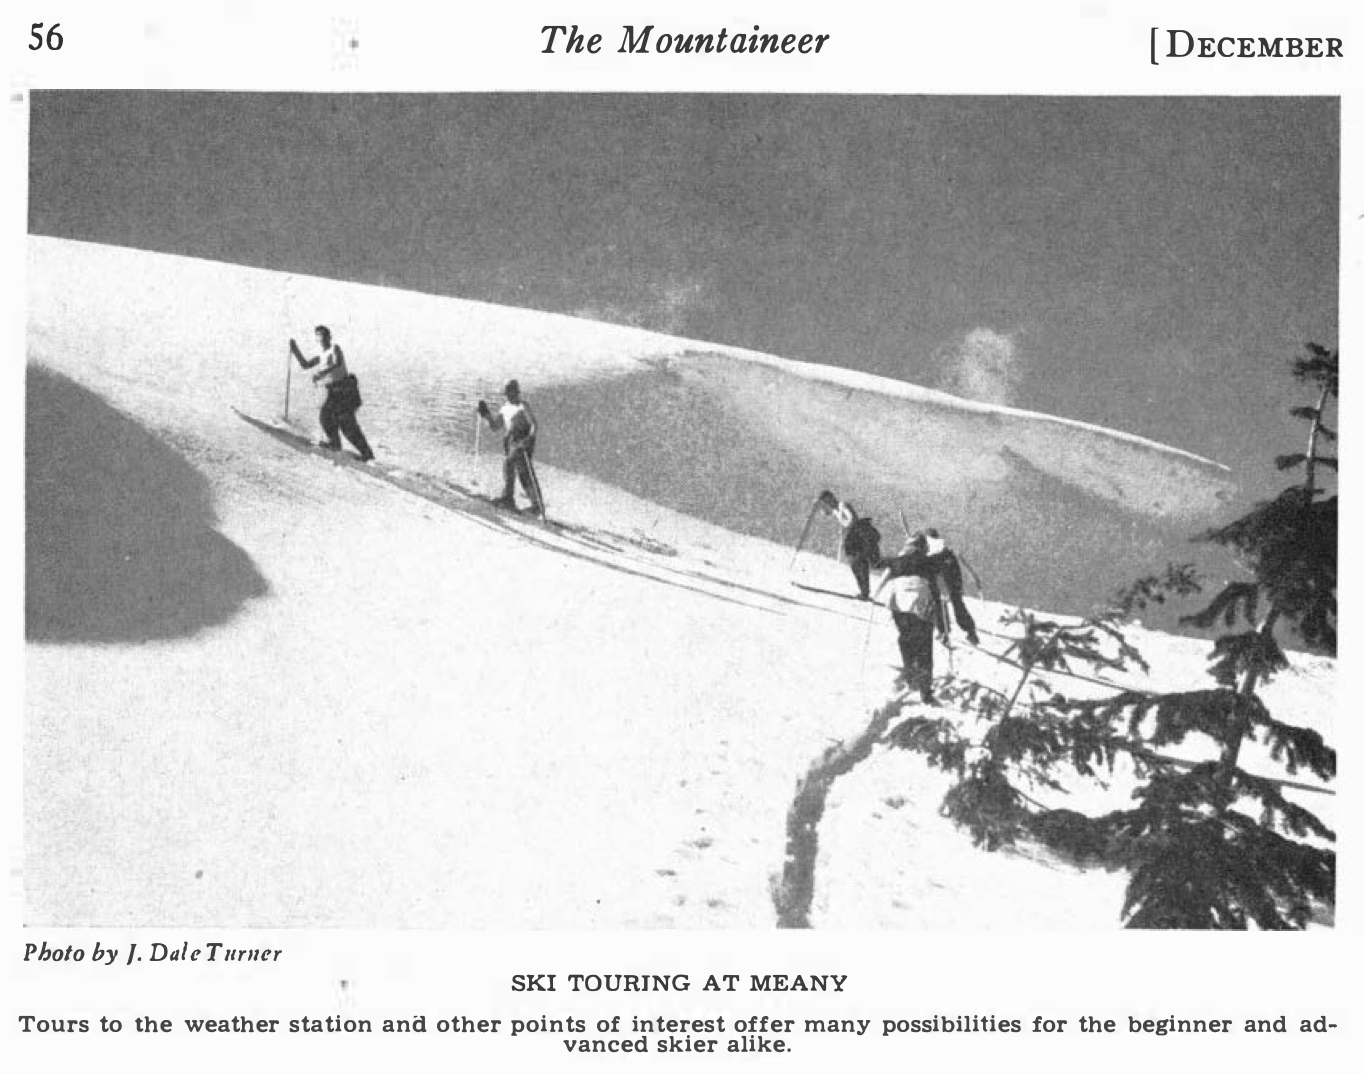 56 The Mountaineer [DECEMBER
Photo by J. Dale Turner
SKI TOURING AT MEANY
Tours to the weather station and other points of interest offer many possibilities for the beginner and ad-
vanced skier alike.